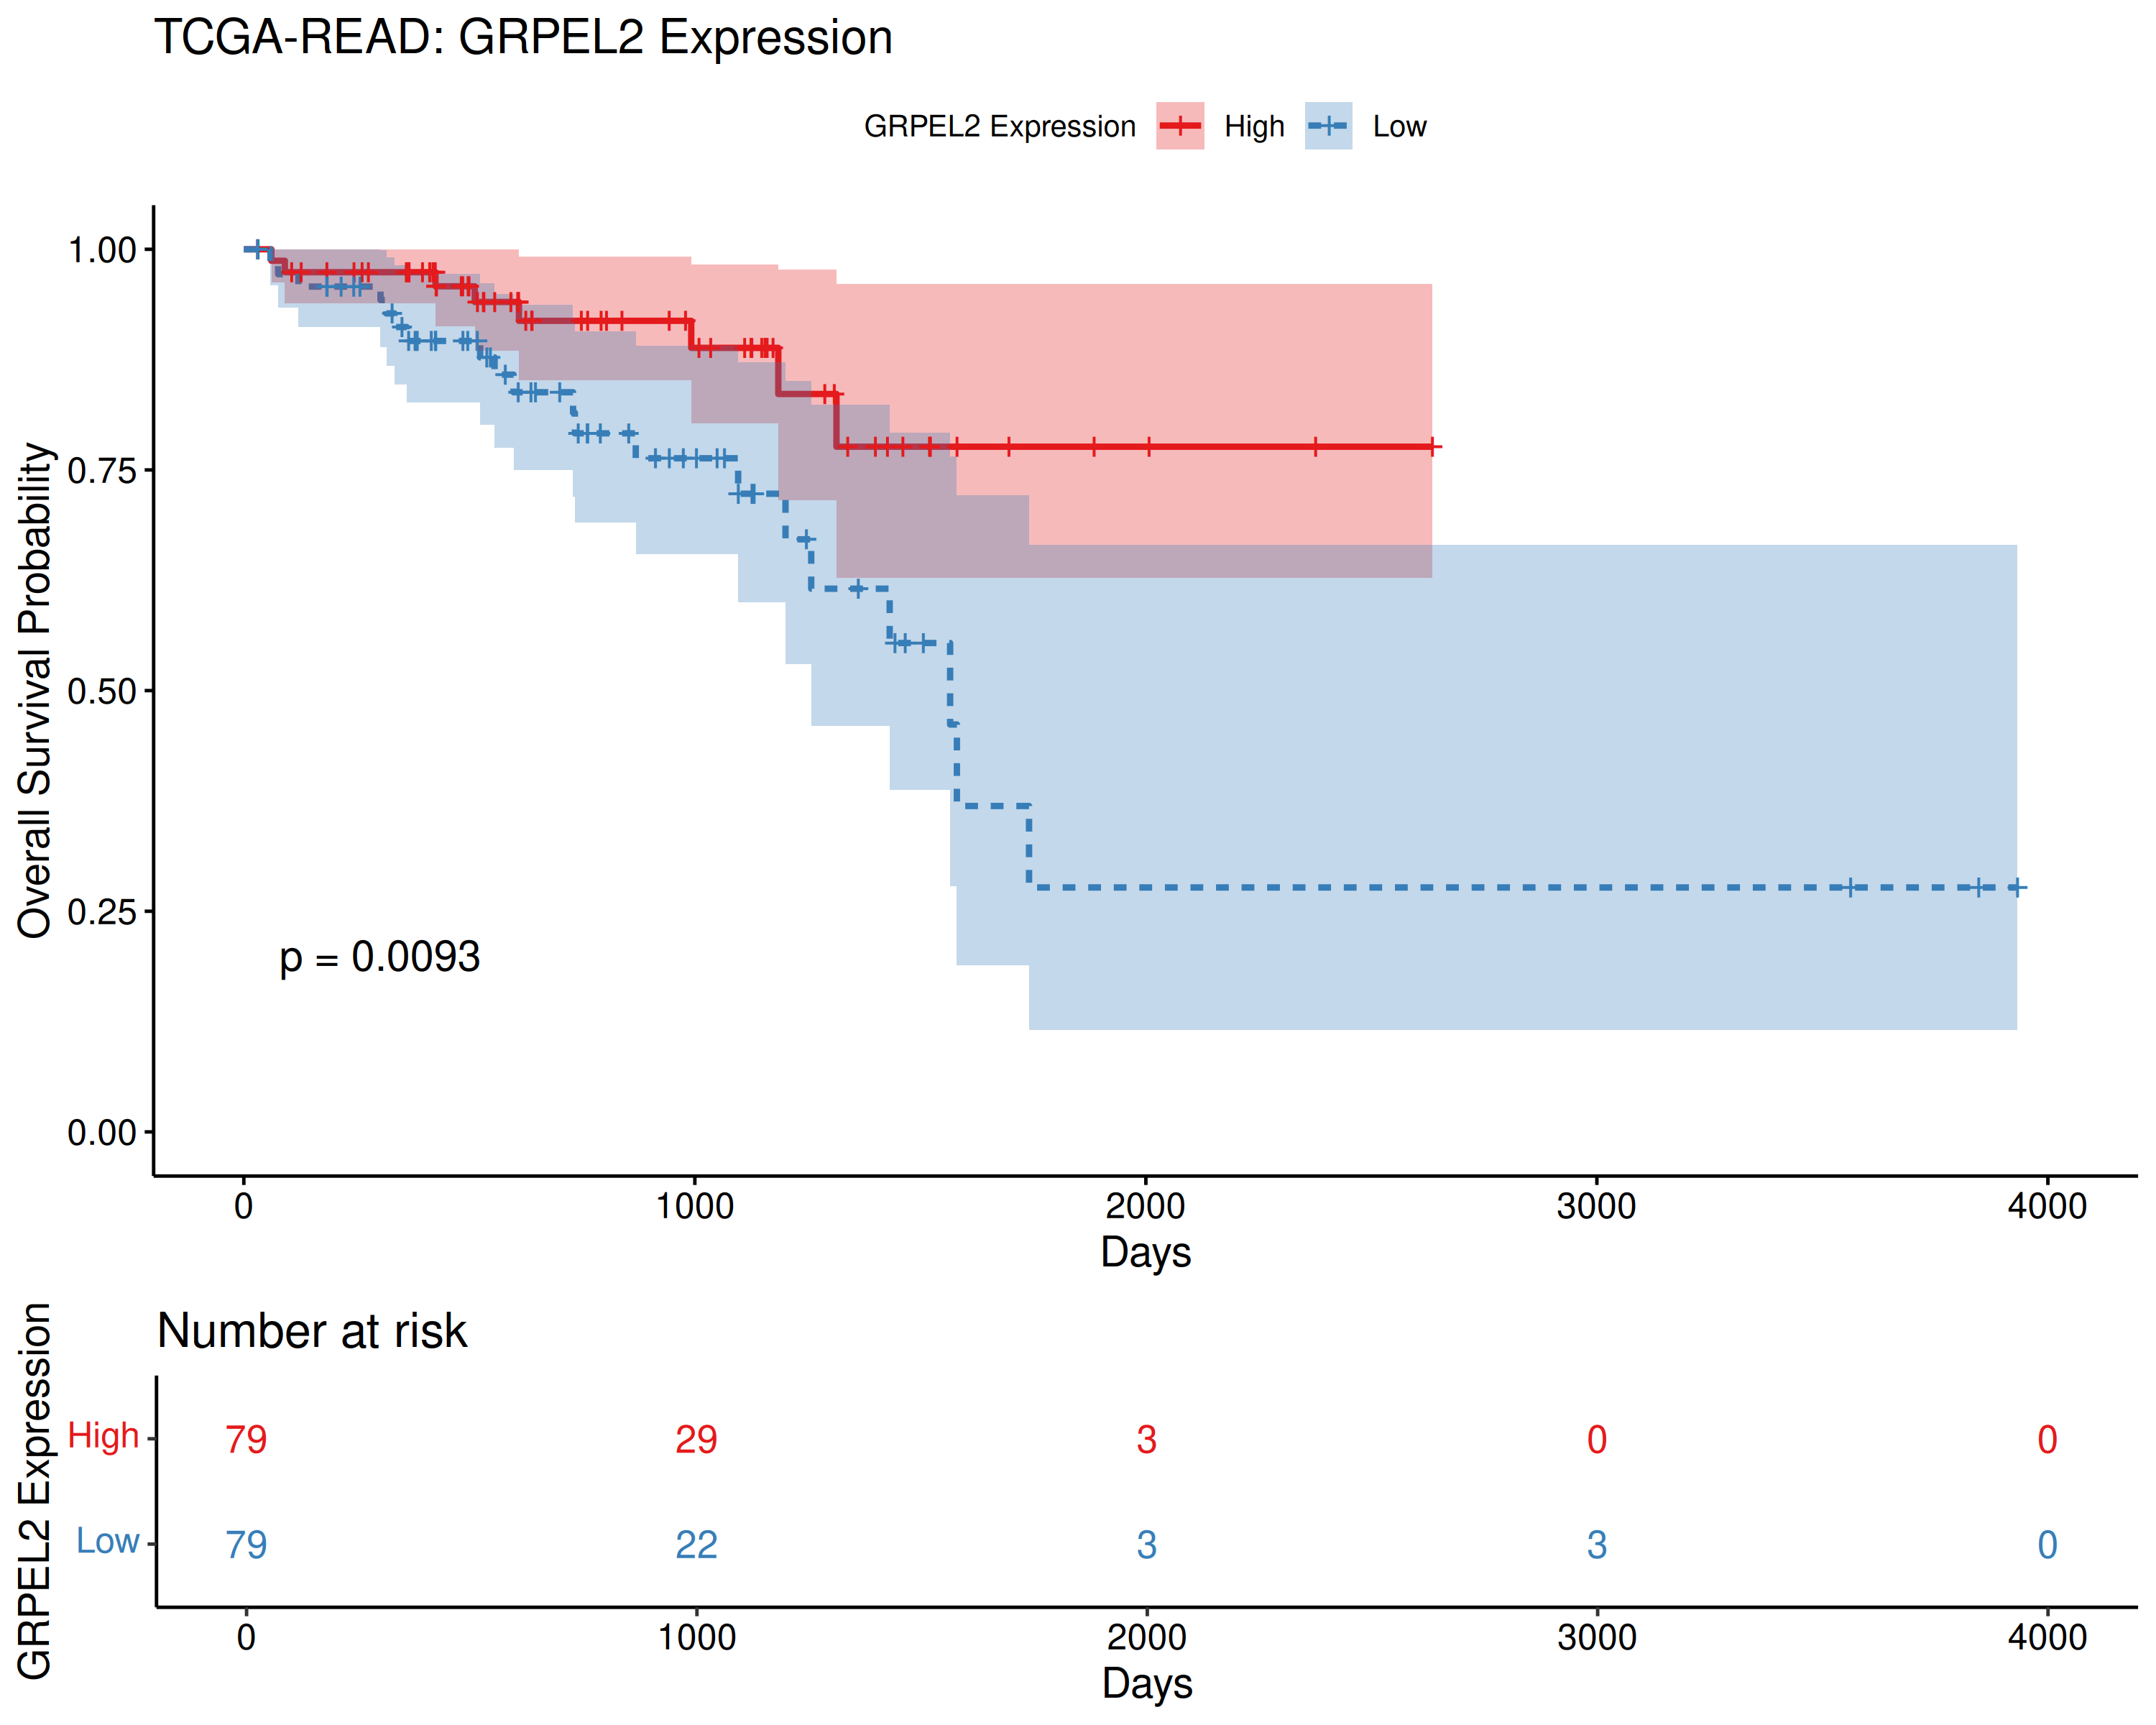 TCGA-READ: GRPEL2 Expression
GRPEL2 Expression High Low
Overall Survival Probability
1.00
0.75
0.50
0.25
0.00
p = 0.0093
0 1000 2000 3000 4000
Days
Number at risk
GRPEL2 Expression
High 79 29 3 0 0
Low 79 22 3 3 0
0 1000 2000 3000 4000
Days